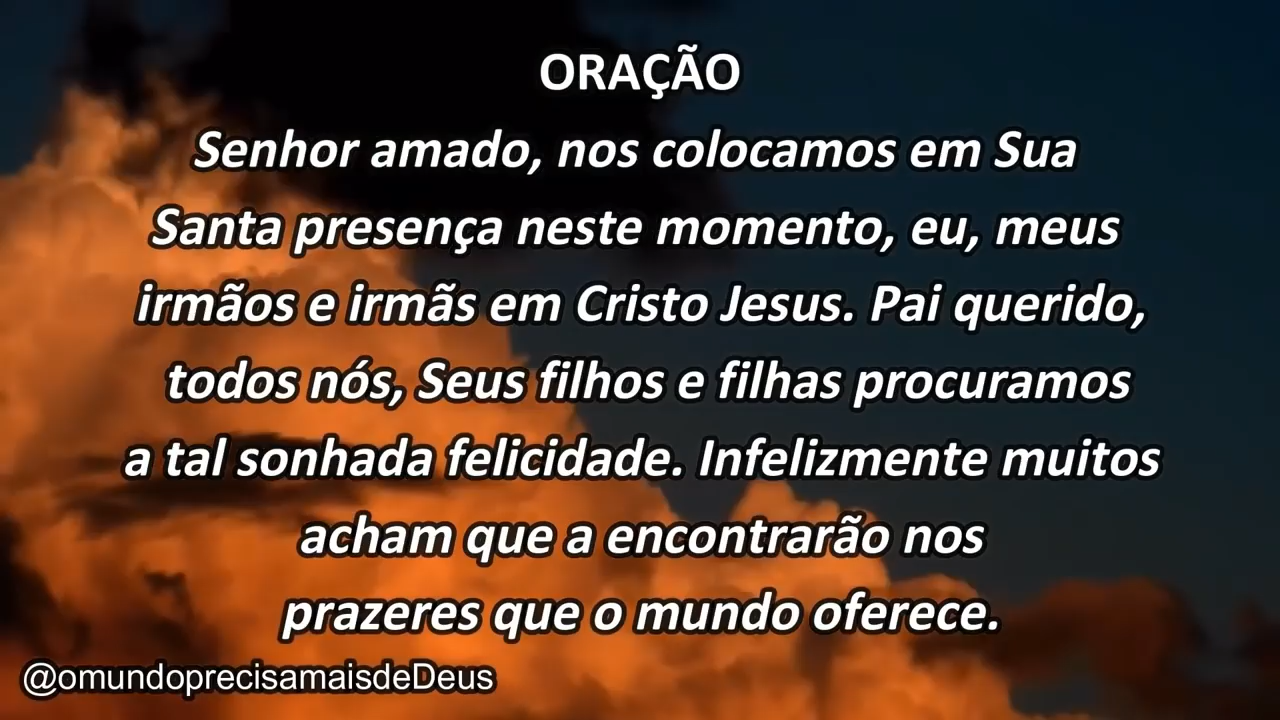 ORAÇÃO
Senhor amado, nos colocamos em Sua
Santa presença neste momento, eu, meus
irmãos e irmãs em Cristo Jesus. Pai querido,
todos nós, Seus filhos e filhas procuramos
a tal sonhada felicidade. Infelizmente muitos
acham que a encontrarão nos
prazeres que o mundo oferece.
@omundoprecisamaisdeDeus